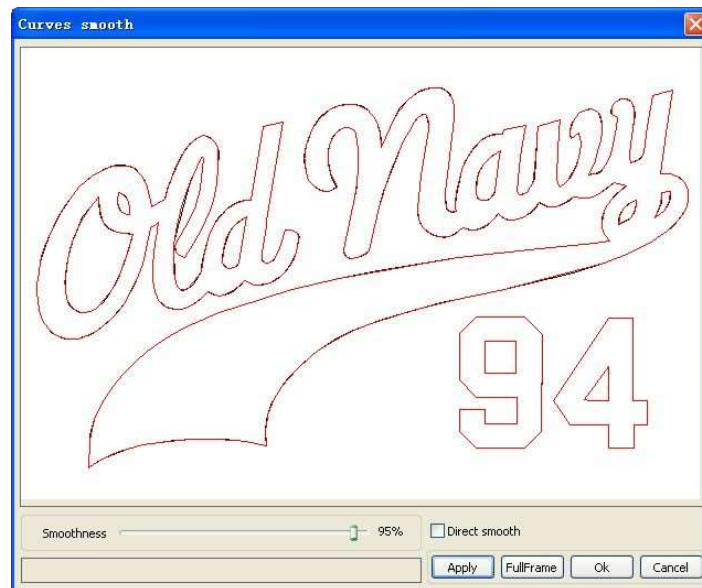 Curves smooth
Old Navy
94
Smoothness 95% Direct smooth
Apply FullFrame Ok Cancel